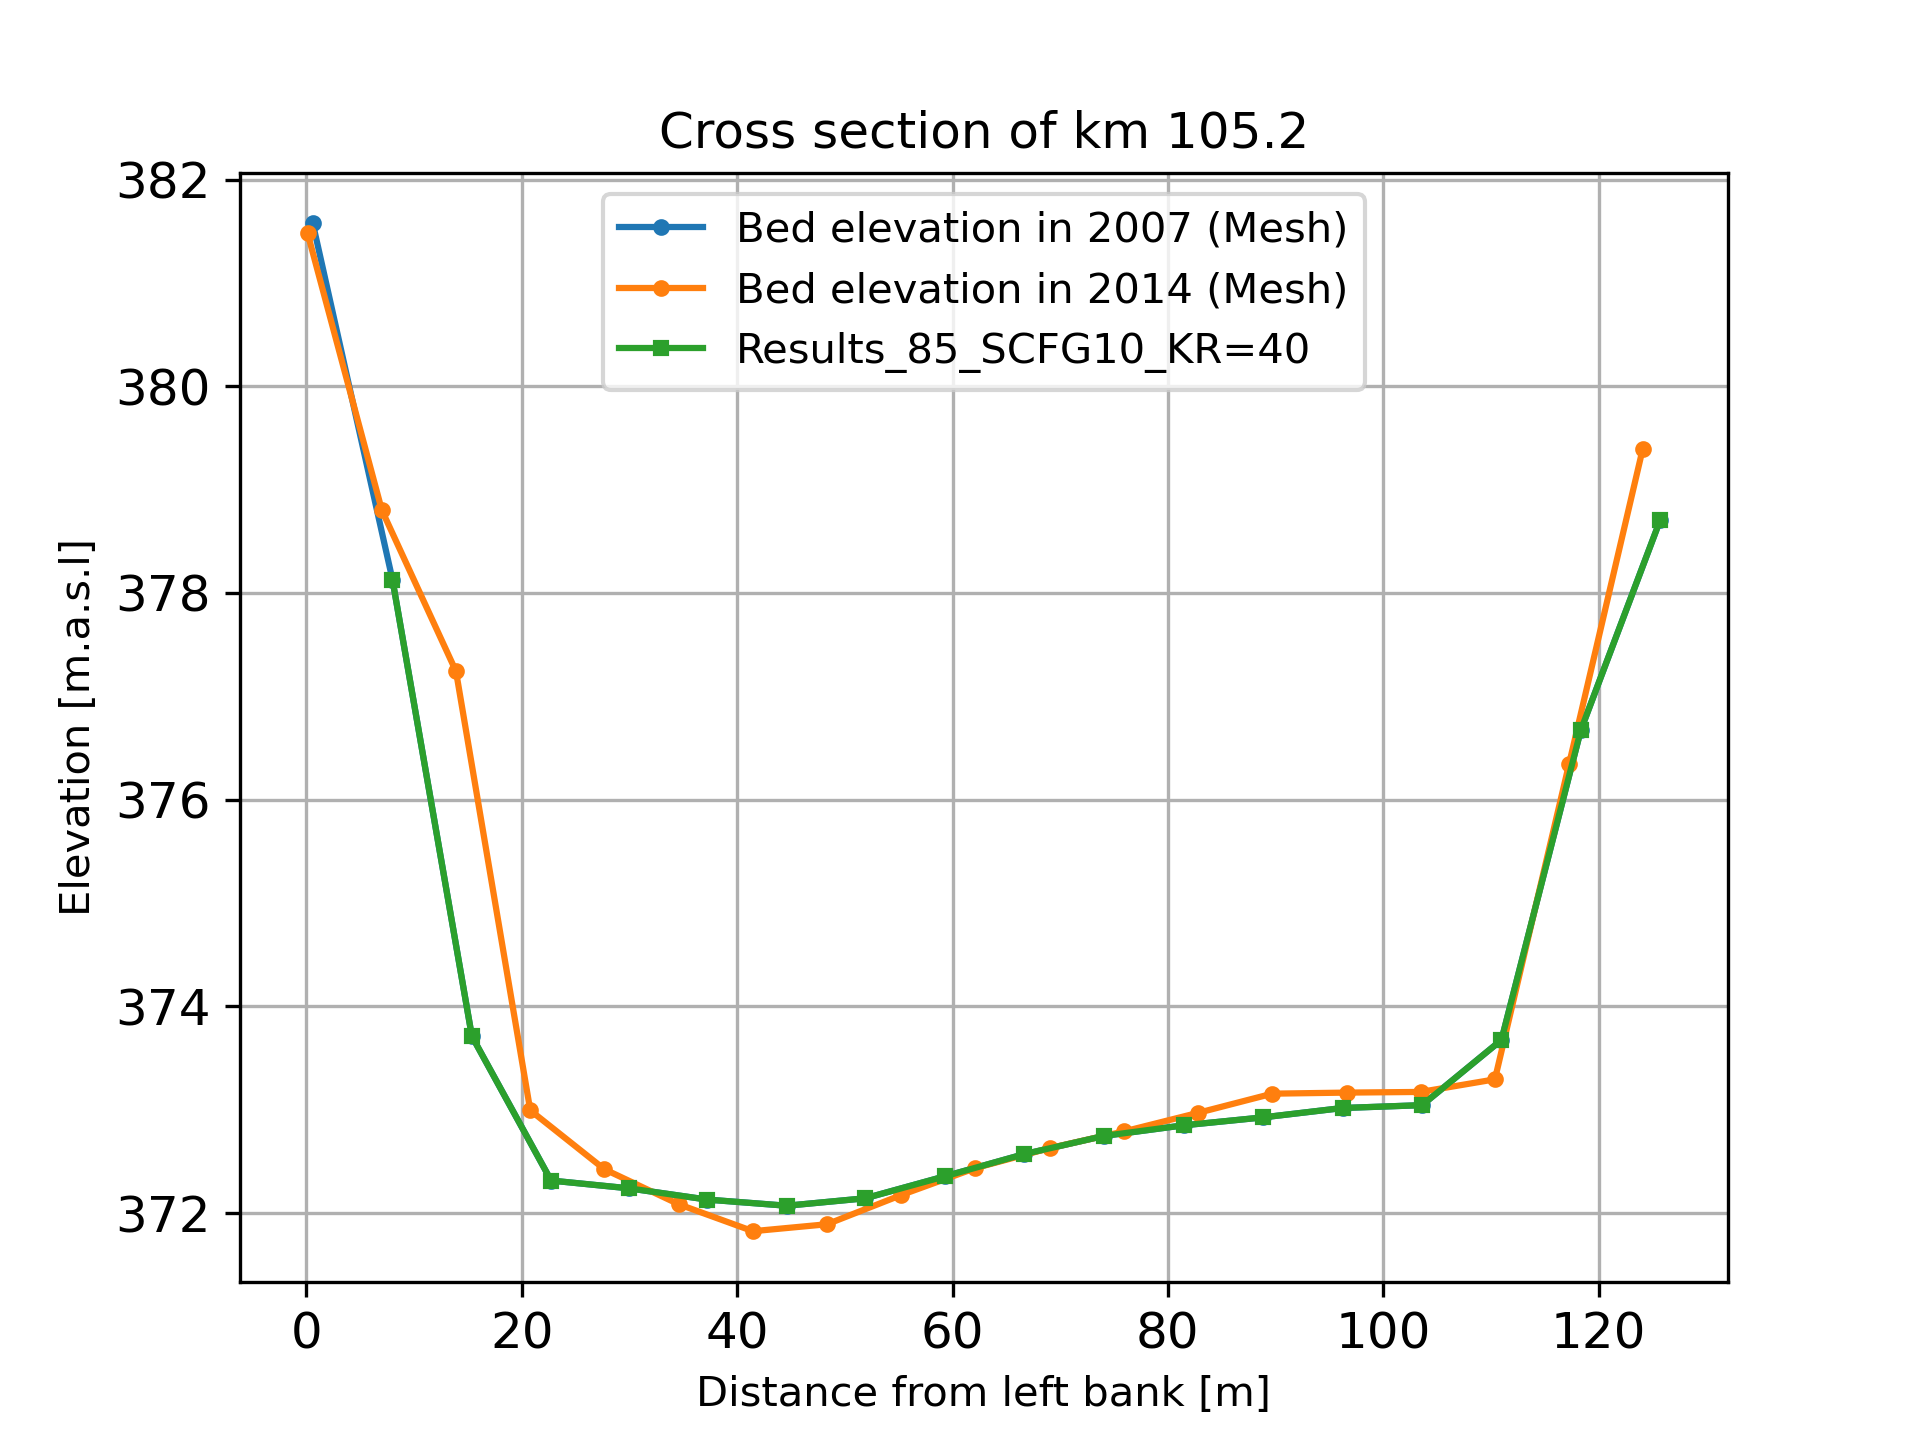 Cross section of km 105.2
382
380
378
376
374
372
Elevation [m.a.s.l]
Bed elevation in 2007 (Mesh)
Bed elevation in 2014 (Mesh)
Results_85_SCFG10_KR=40
0 20 40 60 80 100 120
Distance from left bank [m]